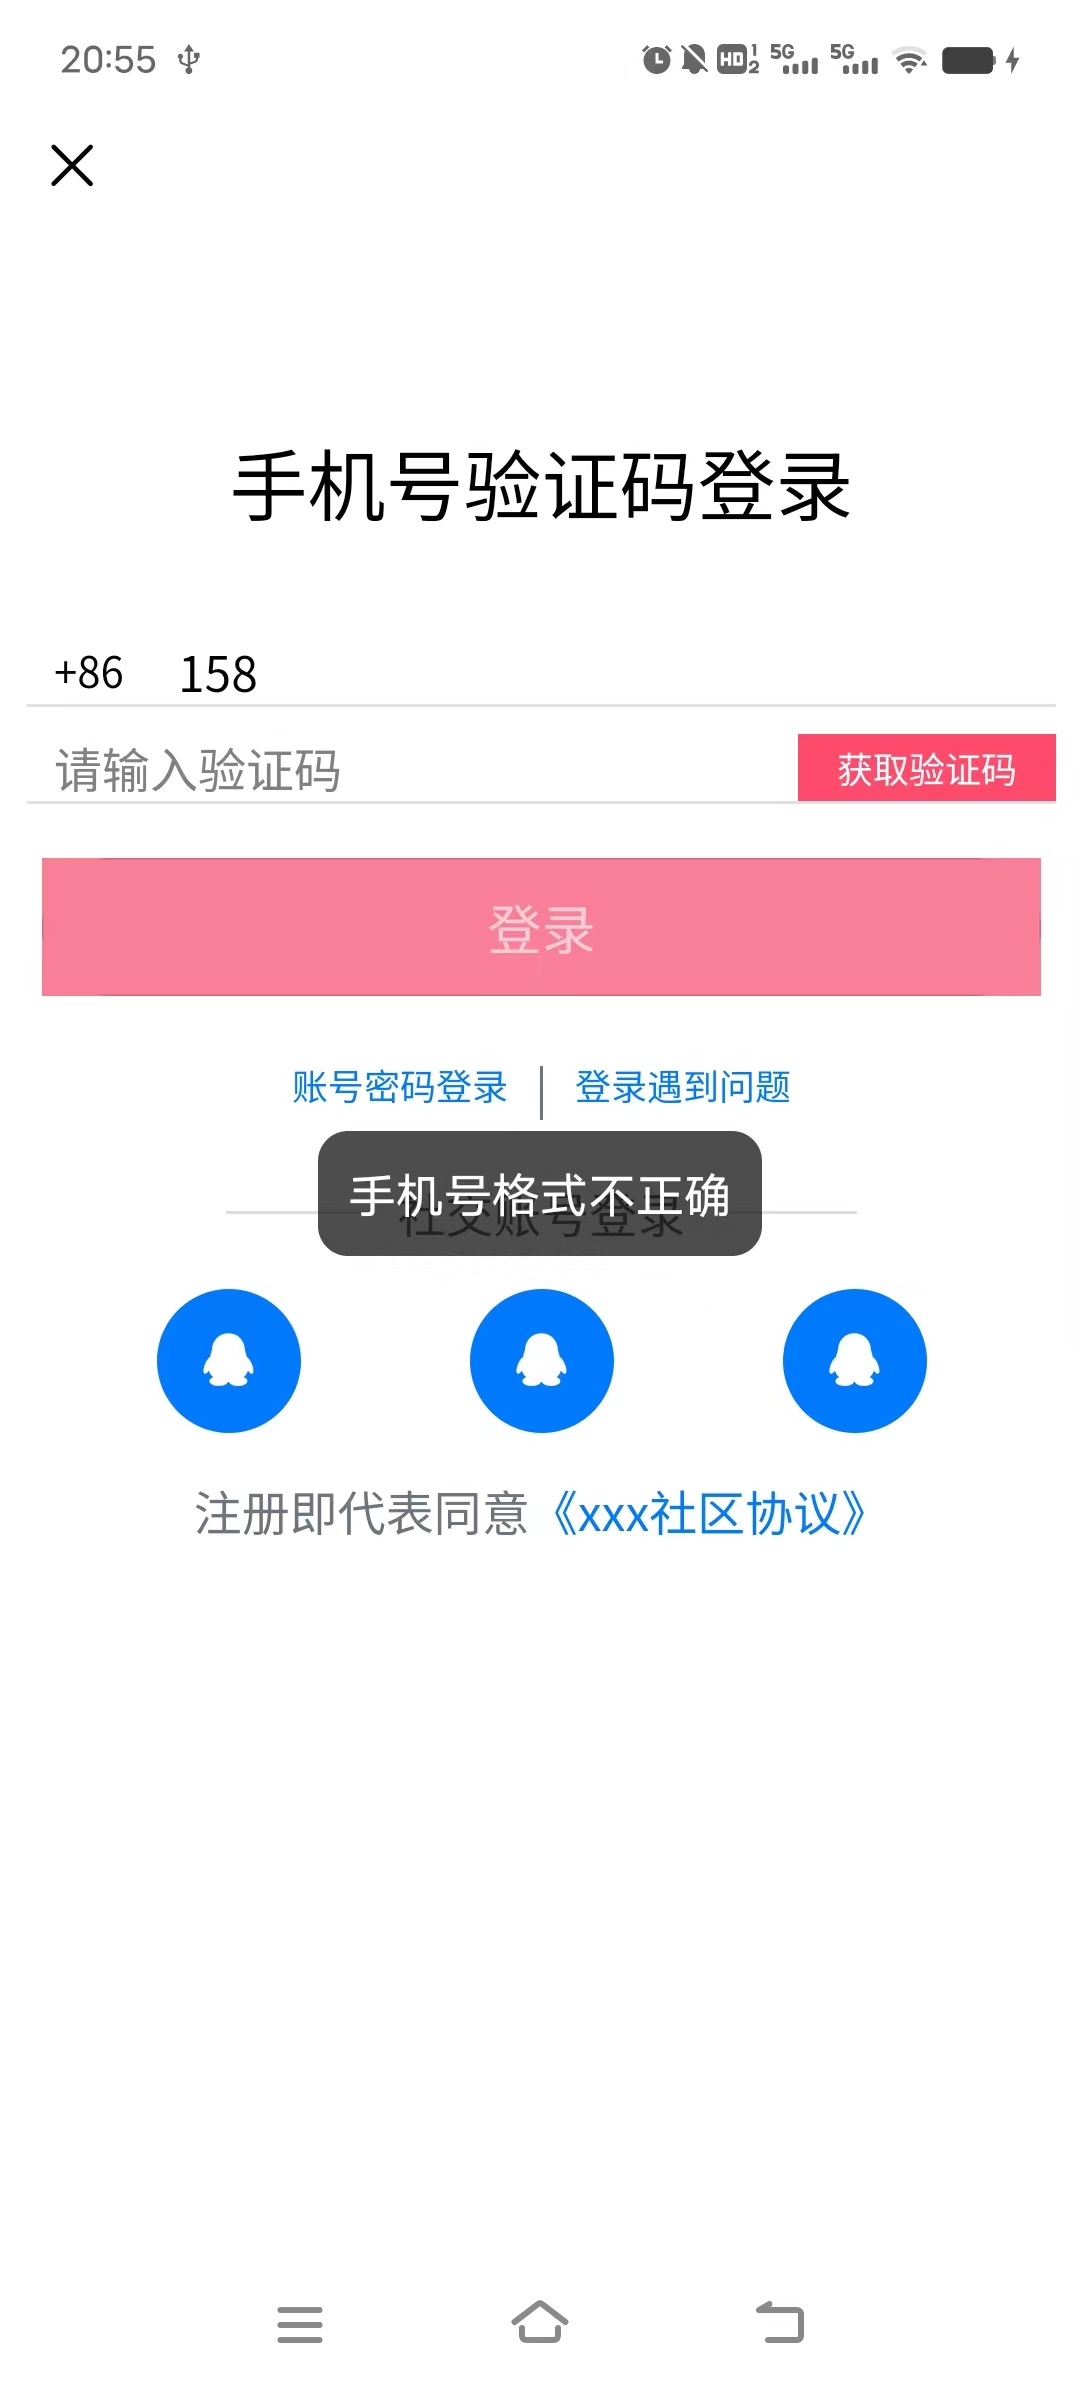 20:55
HD 1 2 5G 5G
手机号验证码登录
+86 158
请输入验证码 获取验证码
登录
账号密码登录 登录遇到问题
手机号格式不正确
社交账号登录
注册即代表同意《xxx社区协议》